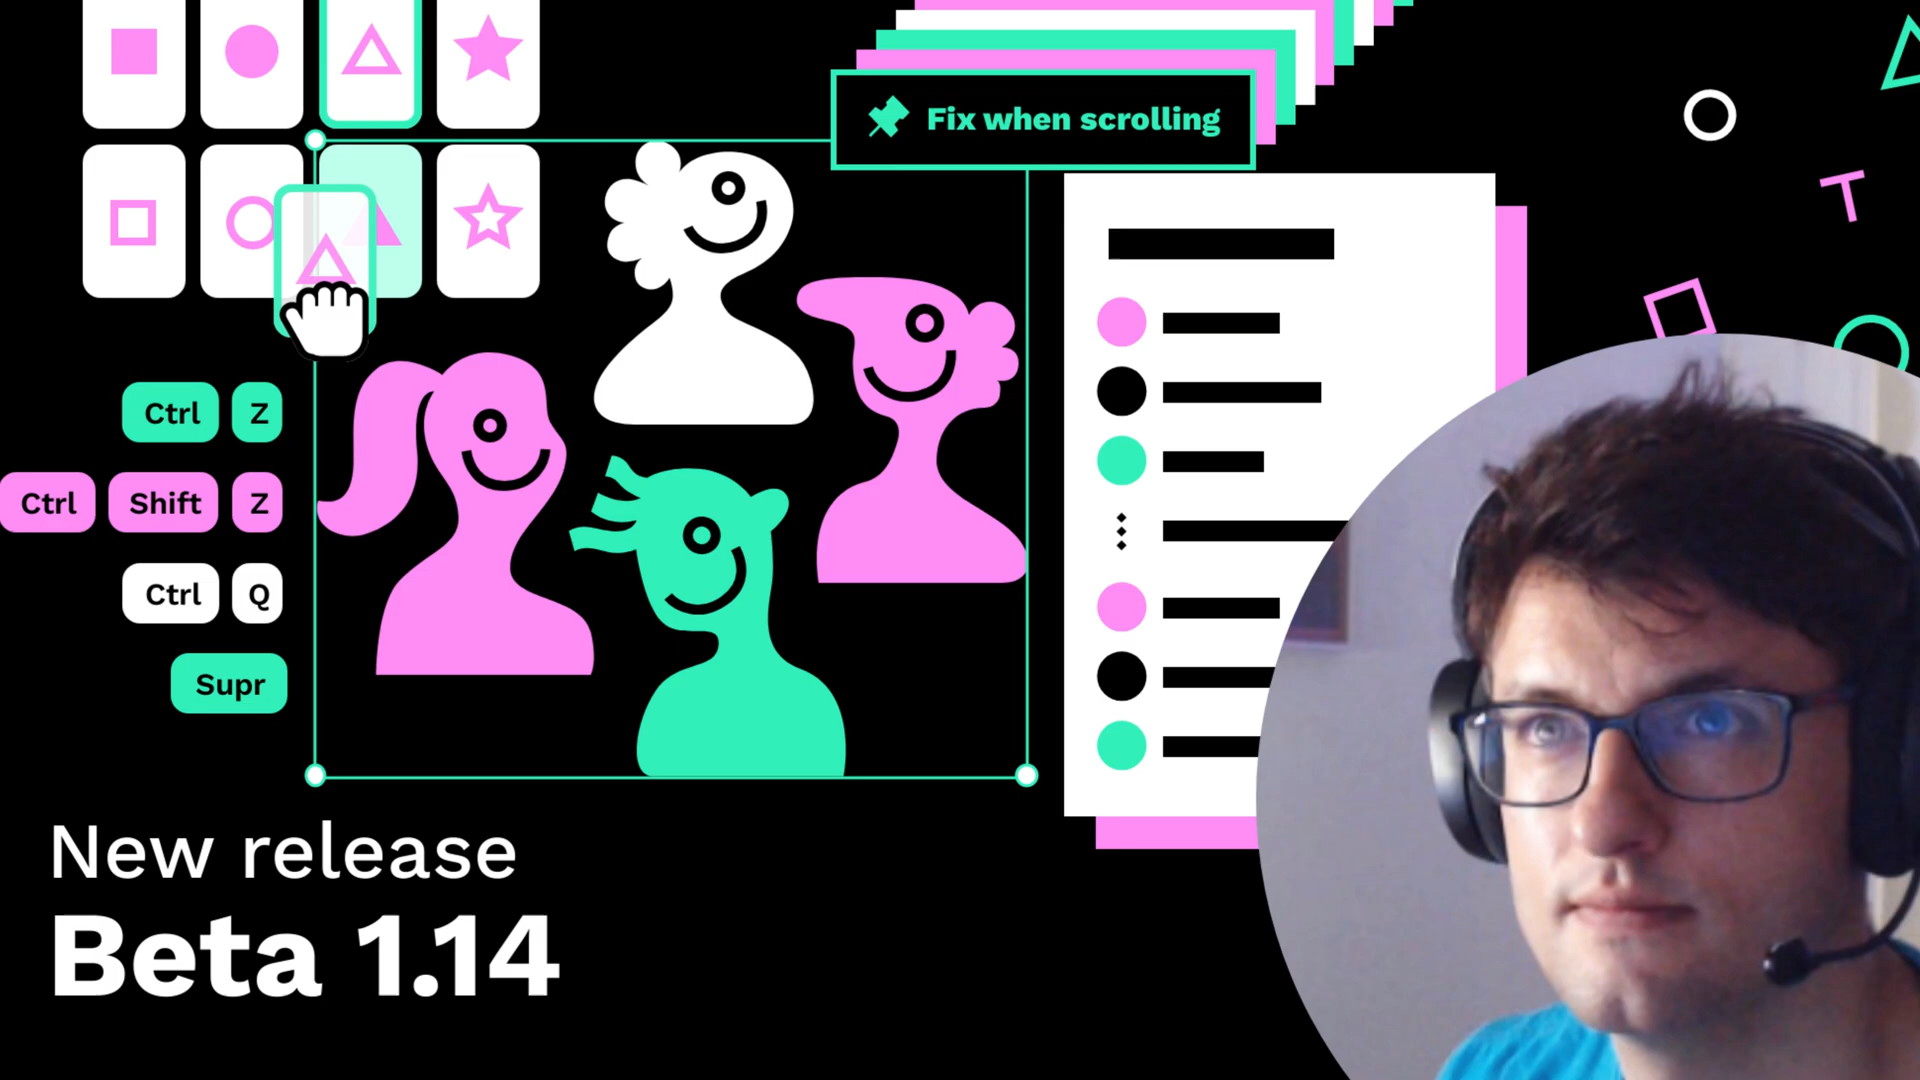 Fix when scrolling
T
Ctrl Z
Ctrl Shift Z
Ctrl Q
Supr
New release
Beta 1.14